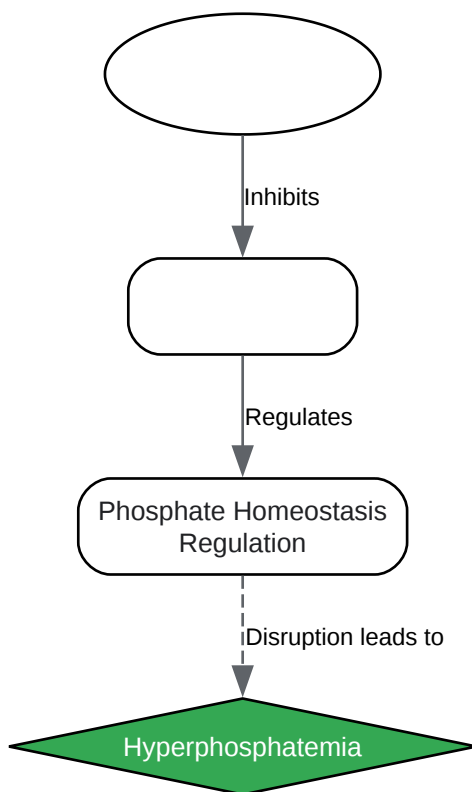 Inhibits
Regulates
Phosphate Homeostasis
Regulation
Disruption leads to
Hyperphosphatemia